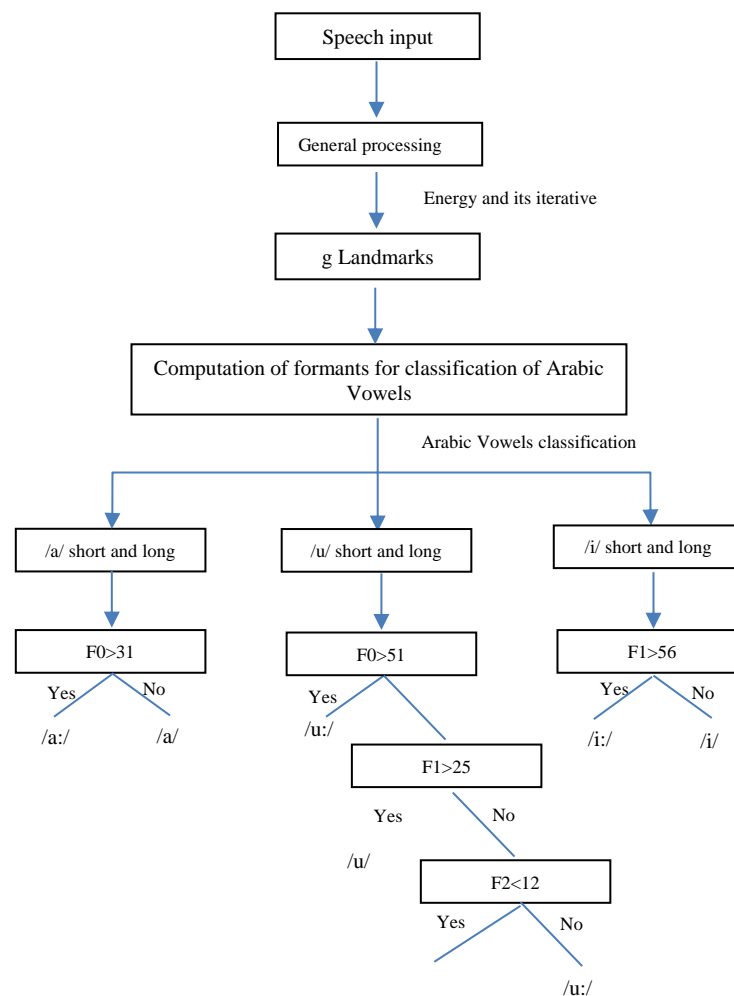 Speech input
General processing
Energy and its iterative
g Landmarks
Computation of formants for classification of Arabic
Vowels
Arabic Vowels classification
/a/ short and long
/u/ short and long
/i/ short and long
F0>31
F0>51
F1>56
Yes
No
Yes
Yes
No
/a:/
/a/
/u:/
/i:/
/i/
F1>25
Yes
No
/u/
F2<12
Yes
No
/u:/